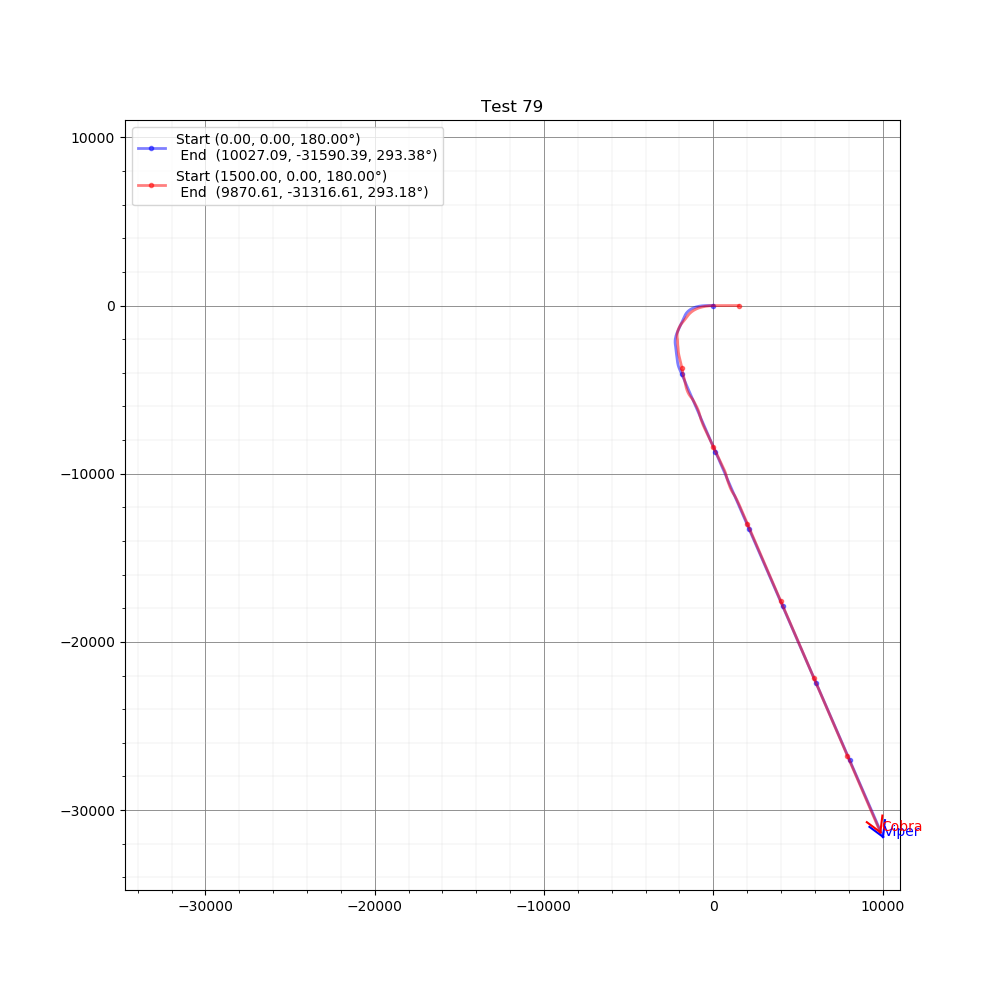 Test 79
Start (0.00, 0.00, 180.00°)
End  (10027.09, -31590.39, 293.38°)
Start (1500.00, 0.00, 180.00°)
End  (9870.61, -31316.61, 293.18°)
10000
0
−10000
−20000
−30000
Cobra
Viper
−30000
−20000
−10000
0
10000